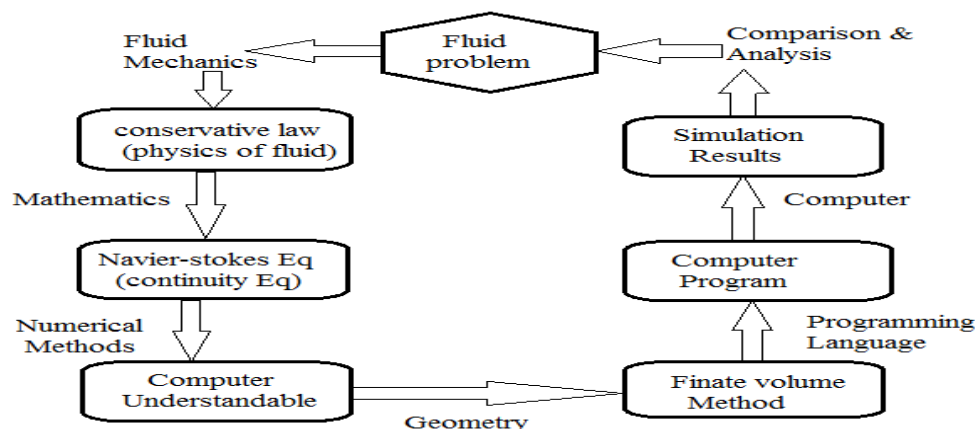 Fluid
problem
Fluid
Mechanics
conservative law
(physics of fluid)
Mathematics
Navier-stokes Eq
(continuity Eq)
Numerical
Methods
Computer
Understandable
Geometry
Finate volume
Method
Programming
Language
Computer
Program
Computer
Simulation
Results
Comparison &
Analysis